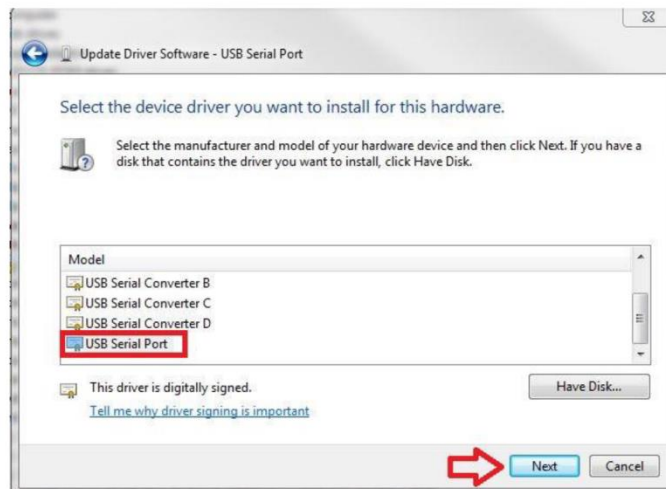 Update Driver Software - USB Serial Port
Select the device driver you want to install for this hardware.
Select the manufacturer and model of your hardware device and then click Next. If you have a
disk that contains the driver you want to install, click Have Disk.
Model
USB Serial Converter B
USB Serial Converter C
USB Serial Converter D
USB Serial Port
This driver is digitally signed.
Have Disk...
Tell me why driver signing is important
Next
Cancel